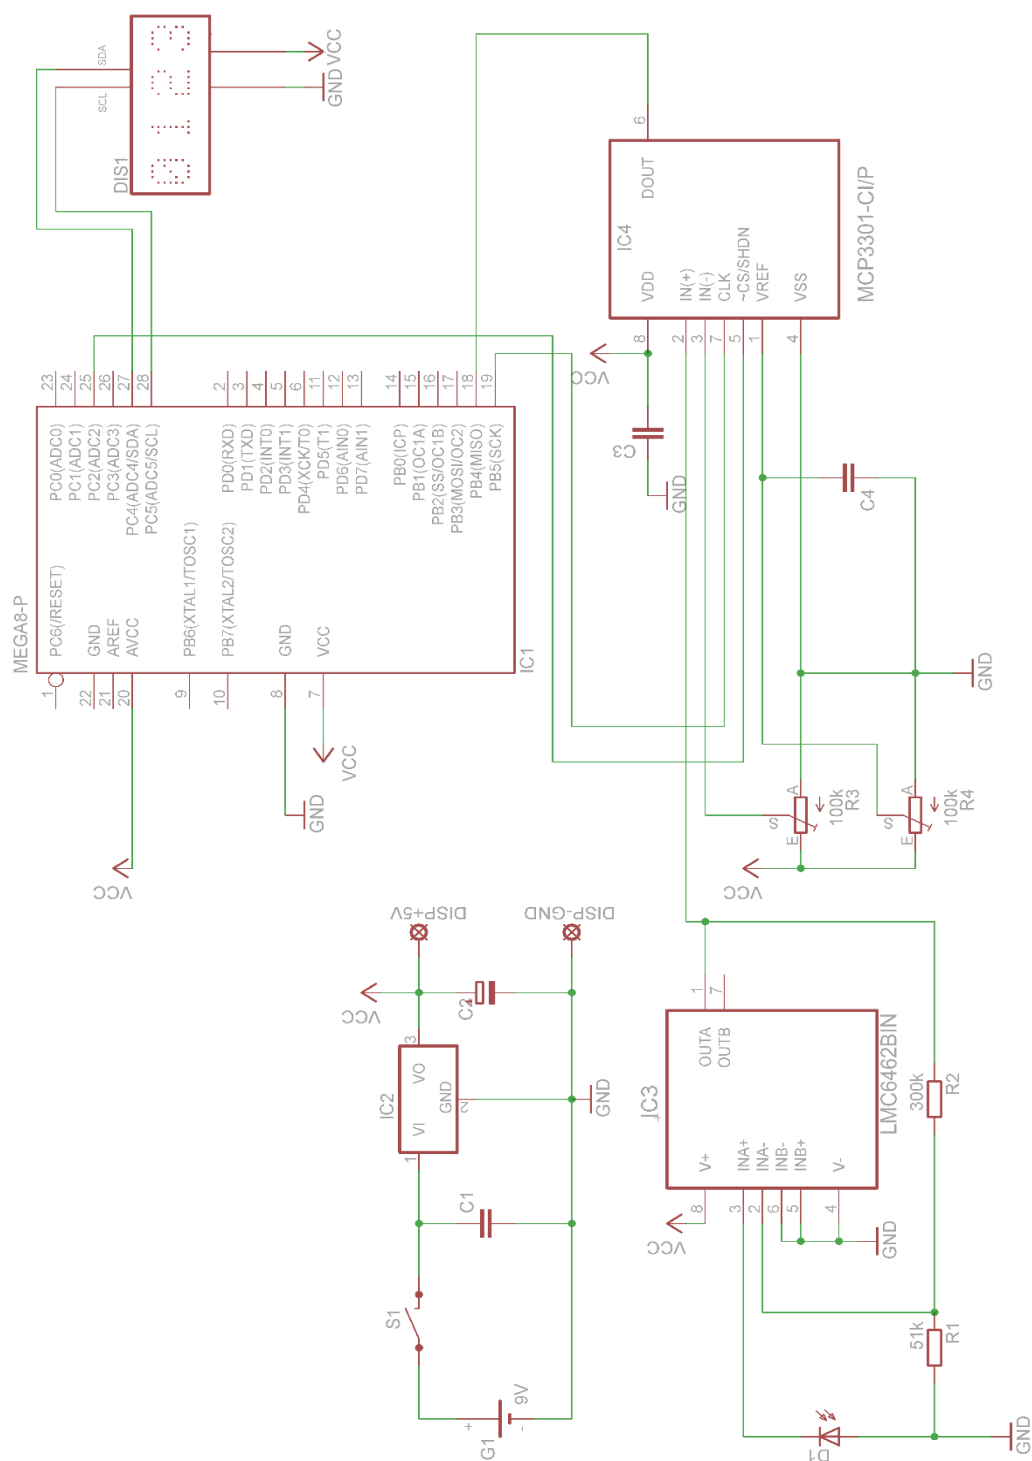 DIS1
SDA
SCL
VCC
GND
MEGA8-P
IC1
PC6(/RESET)
GND
AREF
AVCC
PB6(XTAL1/TOSC1)
PB7(XTAL2/TOSC2)
GND
VCC
1
22
21
20
9
10
8
7
PC0(ADC0)
PC1(ADC1)
PC2(ADC2)
PC3(ADC3)
PC4(ADC4/SDA)
PC5(ADC5/SCL)
PD0(RXD)
PD1(TXD)
PD2(INT0)
PD3(INT1)
PD4(XCK/T0)
PD5(T1)
PD6(AIN0)
PD7(AIN1)
PB0(ICP)
PB1(OC1A)
PB2(SS/OC1B)
PB3(MOSI/OC2)
PB4(MISO)
PB5(SCK)
23
24
25
26
27
28
2
3
4
5
6
11
12
13
14
15
16
17
18
19
VCC
GND
VCC
IC4
MCP3301-CI/P
DOUT
6
VDD
IN(+)
IN(-)
CLK
~CS/SHDN
VREF
VSS
8
2
3
7
5
1
4
VCC
C3
GND
C4
GND
A
S
E
100k
R3
A
S
E
100k
R4
VCC
DISP+5V
DISP-GND
VCC
C2
IC2
VI
VO
GND
1
2
3
GND
C1
S1
G1
9V
+
-
IC3
LMC6462BIN
OUTA
OUTB
1
7
V+
INA+
INA-
INB-
INB+
V-
8
3
2
6
5
4
VCC
GND
300k
R2
51k
R1
D1
GND